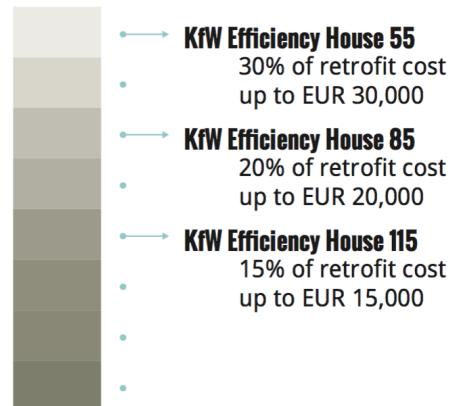 KfW Efficiency House 55
30% of retrofit cost
up to EUR 30,000
KfW Efficiency House 85
20% of retrofit cost
up to EUR 20,000
KfW Efficiency House 115
15% of retrofit cost
up to EUR 15,000